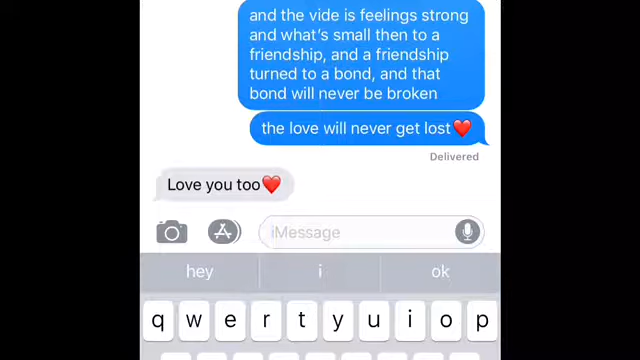 and the vide is feelings strong
and what's small then to a
friendship, and a friendship
turned to a bond, and that
bond will never be broken
the love will never get lost❤️
Delivered
Love you too❤️
iMessage
hey i ok
q w e r t y u i o p